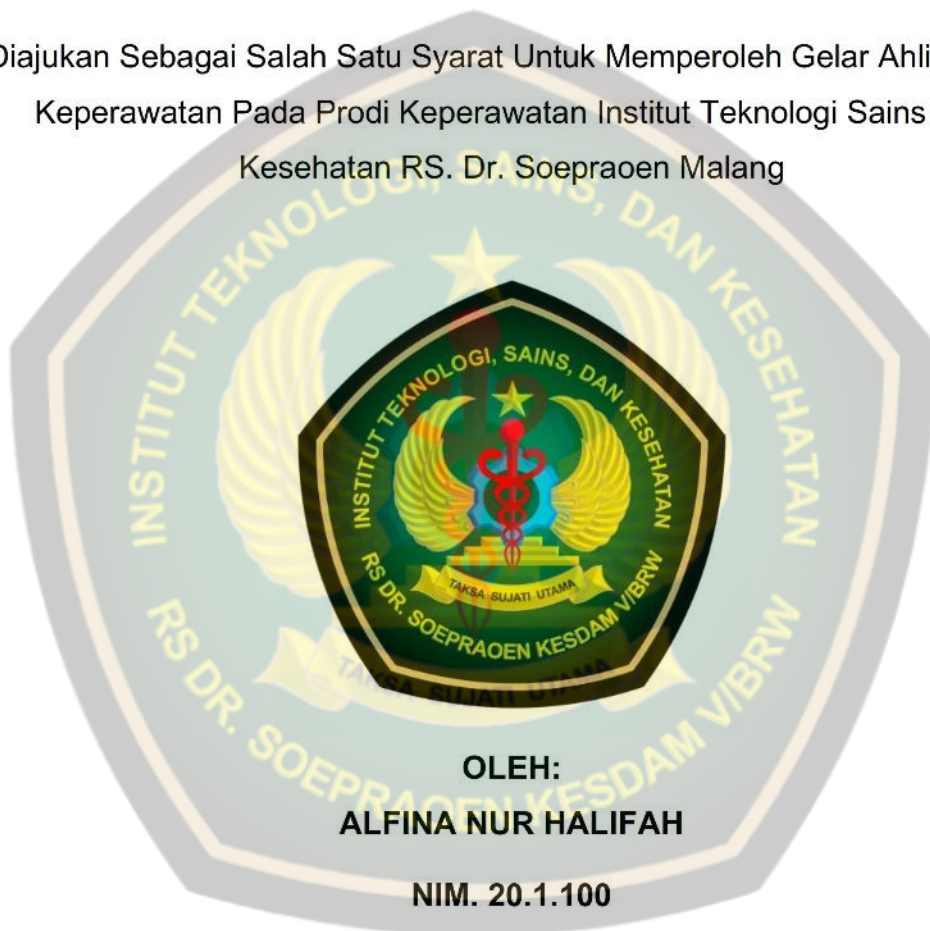 Diajukan Sebagai Salah Satu Syarat Untuk Memperoleh Gelar Ahli
Keperawatan Pada Prodi Keperawatan Institut Teknologi Sains
Kesehatan RS. Dr. Soepraoen Malang
INSTITUT TEKNOLOGI, SAINS, DAN KESEHATAN
TAKSA SUJATI UTAMA
RS DR. SOEPRAOEN KESDAM V/BRW
INSTITUT TEKNOLOGI, SAINS, DAN KESEHATAN
TAKSA SUJATI UTAMA
RS DR. SOEPRAOEN KESDAM V/BRW
OLEH:
ALFINA NUR HALIFAH
NIM. 20.1.100